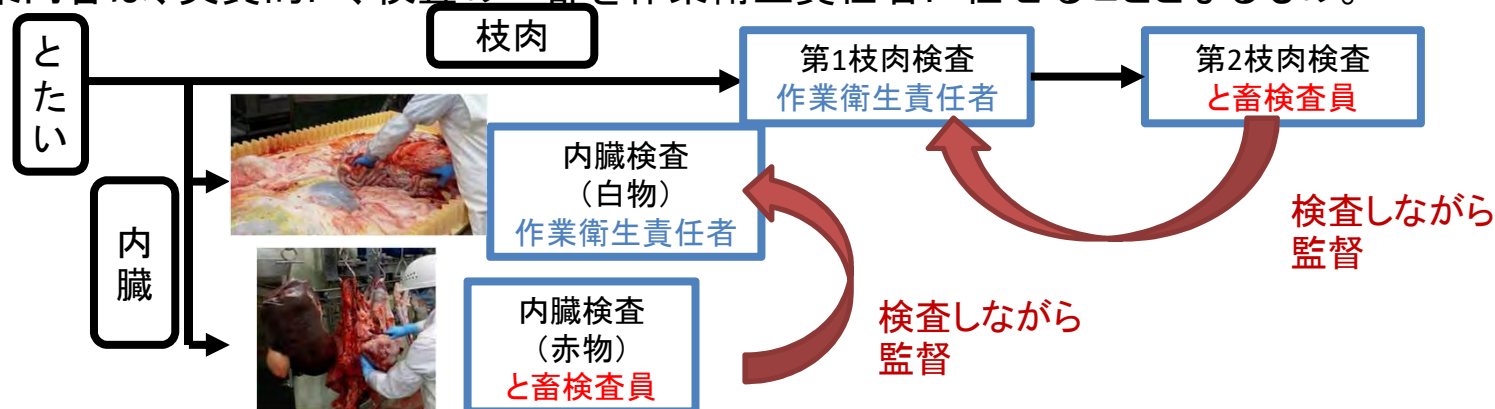 とたい
枝肉
第1枝肉検査
作業衛生責任者
第2枝肉検査
と畜検査員
内臓
内臓検査
（白物）
作業衛生責任者
検査しながら
監督
内臓検査
（赤物）
と畜検査員
検査しながら
監督